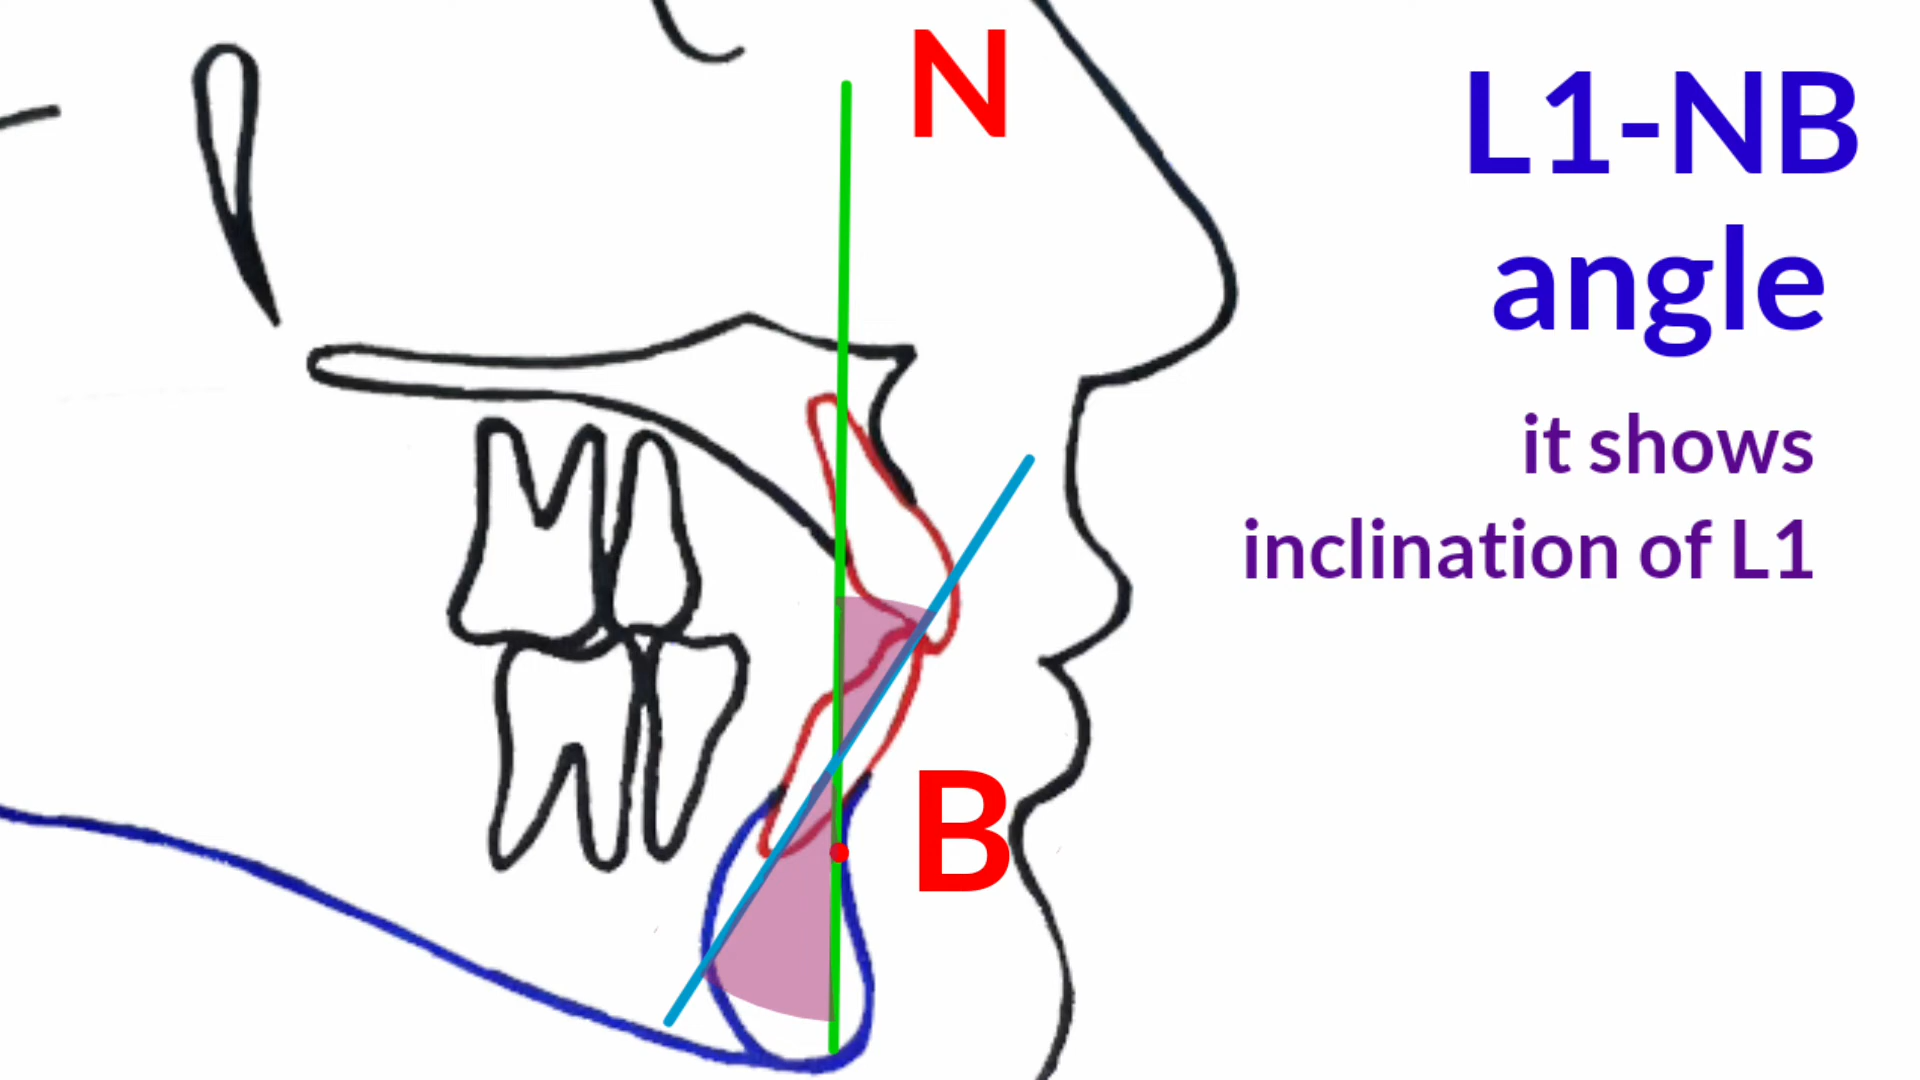 N
L1-NB
angle
it shows
inclination of L1
B